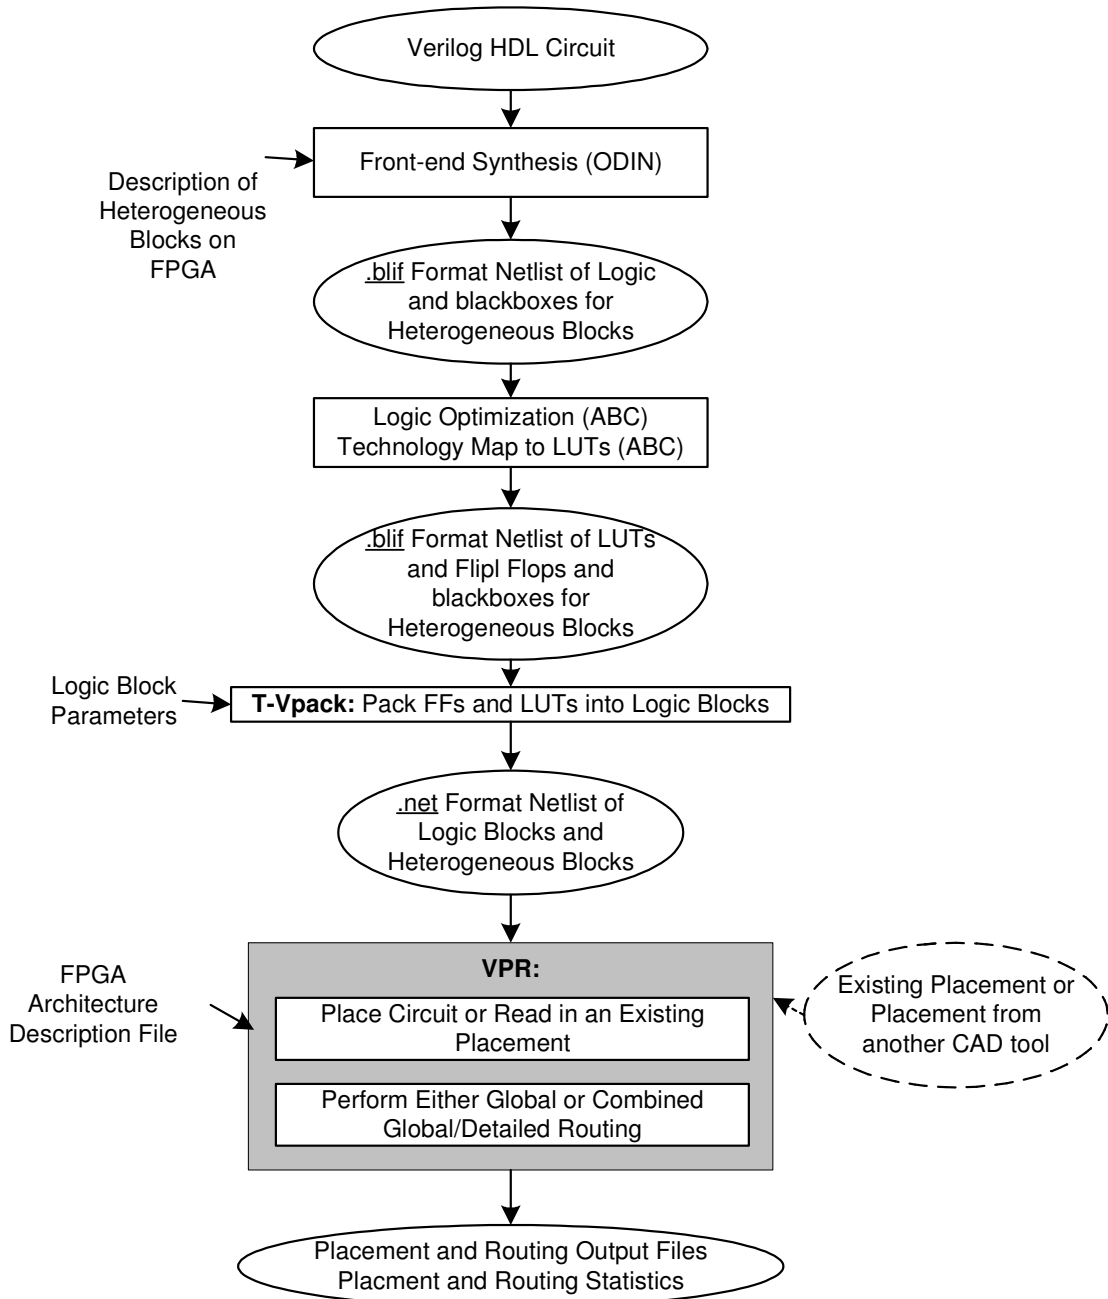 Verilog HDL Circuit
Front-end Synthesis (ODIN)
Description of
Heterogeneous
Blocks on
FPGA
.blif Format Netlist of Logic
and blackboxes for
Heterogeneous Blocks
Logic Optimization (ABC)
Technology Map to LUTs (ABC)
.blif Format Netlist of LUTs
and Flipl Flops and
blackboxes for
Heterogeneous Blocks
Logic Block
Parameters
T-Vpack: Pack FFs and LUTs into Logic Blocks
.net Format Netlist of
Logic Blocks and
Heterogeneous Blocks
FPGA
Architecture
Description File
VPR:
Place Circuit or Read in an Existing
Placement
Perform Either Global or Combined
Global/Detailed Routing
Existing Placement or
Placement from
another CAD tool
Placement and Routing Output Files
Placment and Routing Statistics